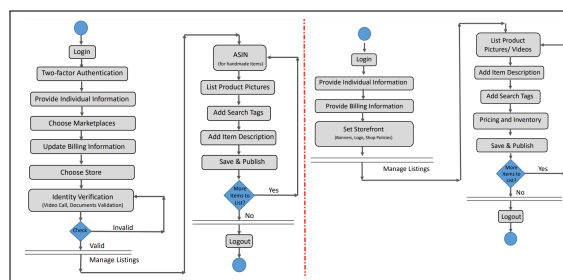 Login
Two-factor Authentication
Provide Individual Information
Choose Marketplaces
Update Billing Information
Choose Store
Identity Verification
(Video Call, Documents Validation)
Check
Invalid
Valid
Manage Listings
ASIN
(for handmade items)
List Product Pictures
Add Search Tags
Add Item Description
Save & Publish
More
Items to
List?
Yes
No
Logout
Login
Provide Individual Information
Provide Billing Information
Set Storefront
(Banners, Logo, Shop Policies)
Manage Listings
List Product
Pictures/ Videos
Add Item Description
Add Search Tags
Pricing and Inventory
Save & Publish
More
Items to
List?
Yes
No
Logout